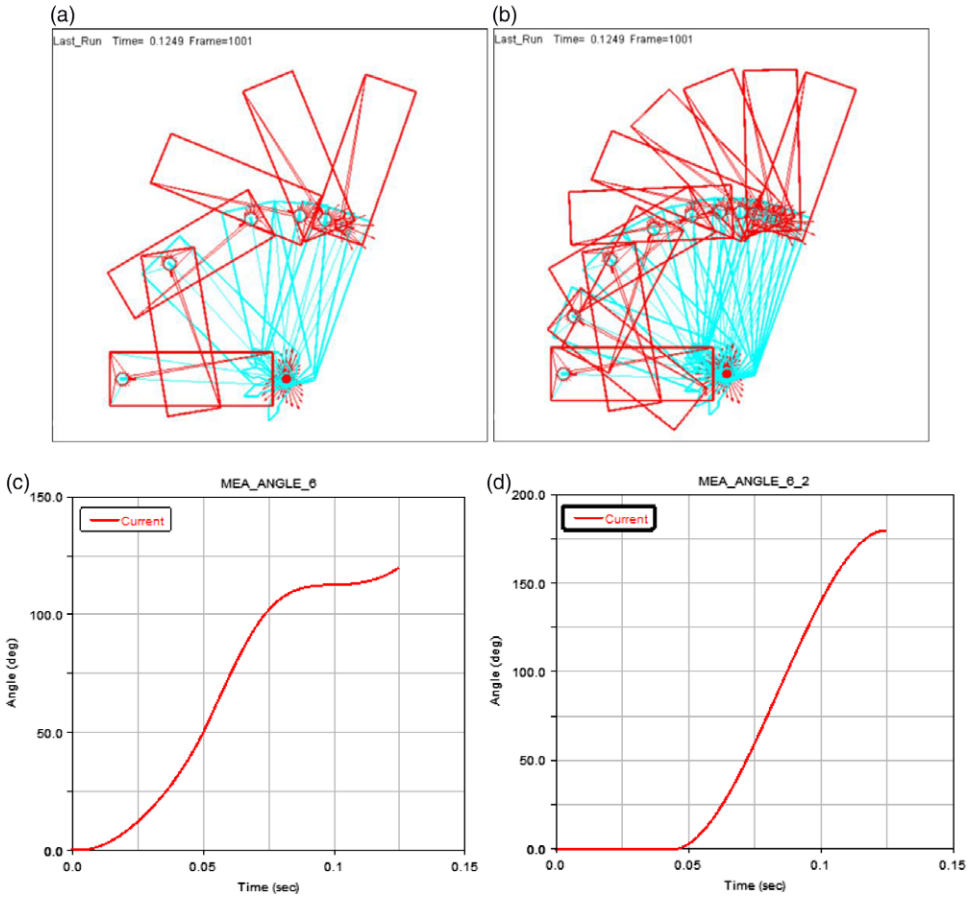 (a)
Last_Run Time= 0.1249 Frame=1001
(b)
Last_Run Time= 0.1249 Frame=1001
(c)
MEA_ANGLE_6
150.0
Current
100.0
Angle (deg)
50.0
0.0
0.0 0.05 0.1 0.15
Time (sec)
(d)
MEA_ANGLE_6_2
200.0
Current
150.0
Angle (deg)
100.0
50.0
0.0
0.0 0.05 0.1 0.15
Time (sec)